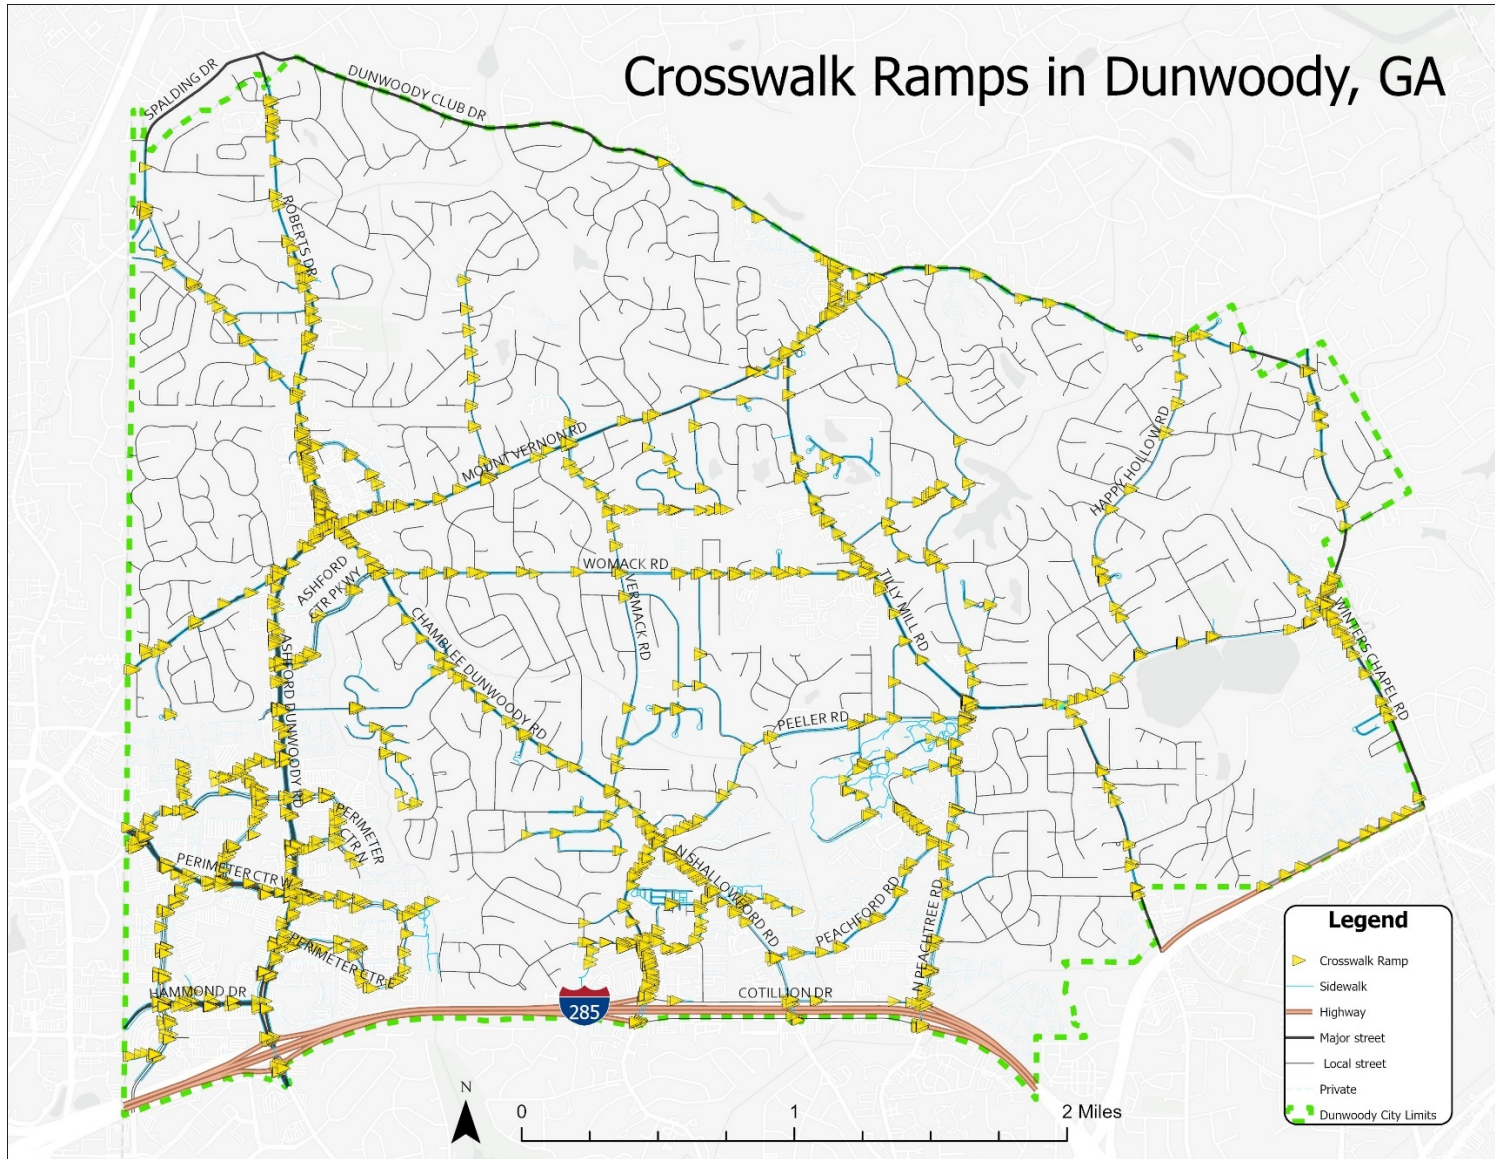 Crosswalk Ramps in Dunwoody, GA
SPALDING DR
DUNWOODY CLUB DR
ROBERTS DR
MOUNT VERNON RD
HAPPY HOLLOW RD
WOMACK RD
ASHFORD
CTR PKWY
VERMACK RD
TILLY MILL RD
CHAMBLEE DUNWOODY RD
WINTERS CHAPEL RD
ASHFORD DUNWOODY RD
PEELER RD
PERIMETER
CTR N
PERIMETER CTR W
N SHALLOWFORD RD
PEACHFORD RD
N PEACHTREE RD
PERIMETER CTR E
HAMMOND DR
COTILLION DR
285
Legend
Crosswalk Ramp
Sidewalk
Highway
Major street
Local street
Private
Dunwoody City Limits
N
0 1 2 Miles